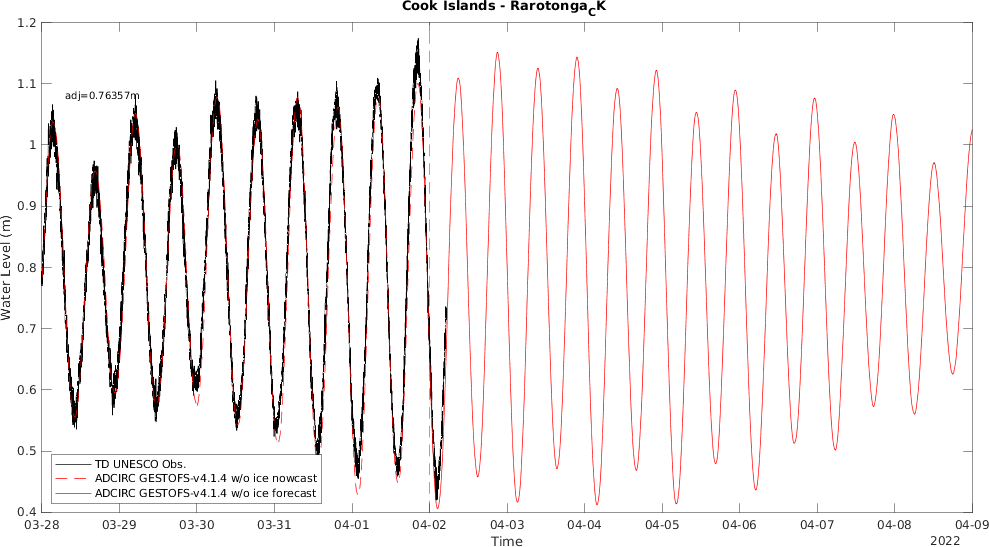 Cook Islands - Rarotonga_CK
1.2
1.1
adj=0.76357m
1
0.9
0.8
0.7
0.6
0.5
0.4
Water Level (m)
TD UNESCO Obs.
ADCIRC GESTOFS-v4.1.4 w/o ice nowcast
ADCIRC GESTOFS-v4.1.4 w/o ice forecast
03-28 03-29 03-30 03-31 04-01 04-02 04-03 04-04 04-05 04-06 04-07 04-08 04-09
Time
2022